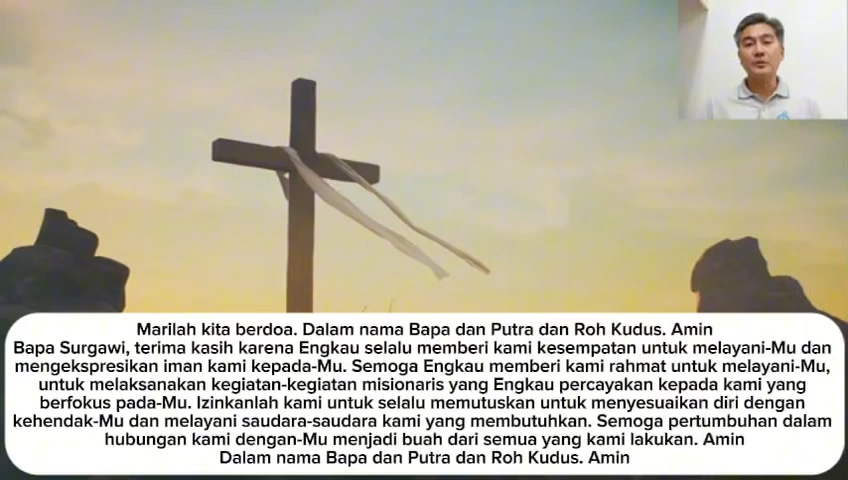 Marilah kita berdoa. Dalam nama Bapa dan Putra dan Roh Kudus. Amin
Bapa Surgawi, terima kasih karena Engkau selalu memberi kami kesempatan untuk melayani-Mu dan
mengekspresikan iman kami kepada-Mu. Semoga Engkau memberi kami rahmat untuk melayani-Mu,
untuk melaksanakan kegiatan-kegiatan misionaris yang Engkau percayakan kepada kami yang
berfokus pada-Mu. Izinkanlah kami untuk selalu memutuskan untuk menyesuaikan diri dengan
kehendak-Mu dan melayani saudara-saudara kami yang membutuhkan. Semoga pertumbuhan dalam
hubungan kami dengan-Mu menjadi buah dari semua yang kami lakukan. Amin
Dalam nama Bapa dan Putra dan Roh Kudus. Amin